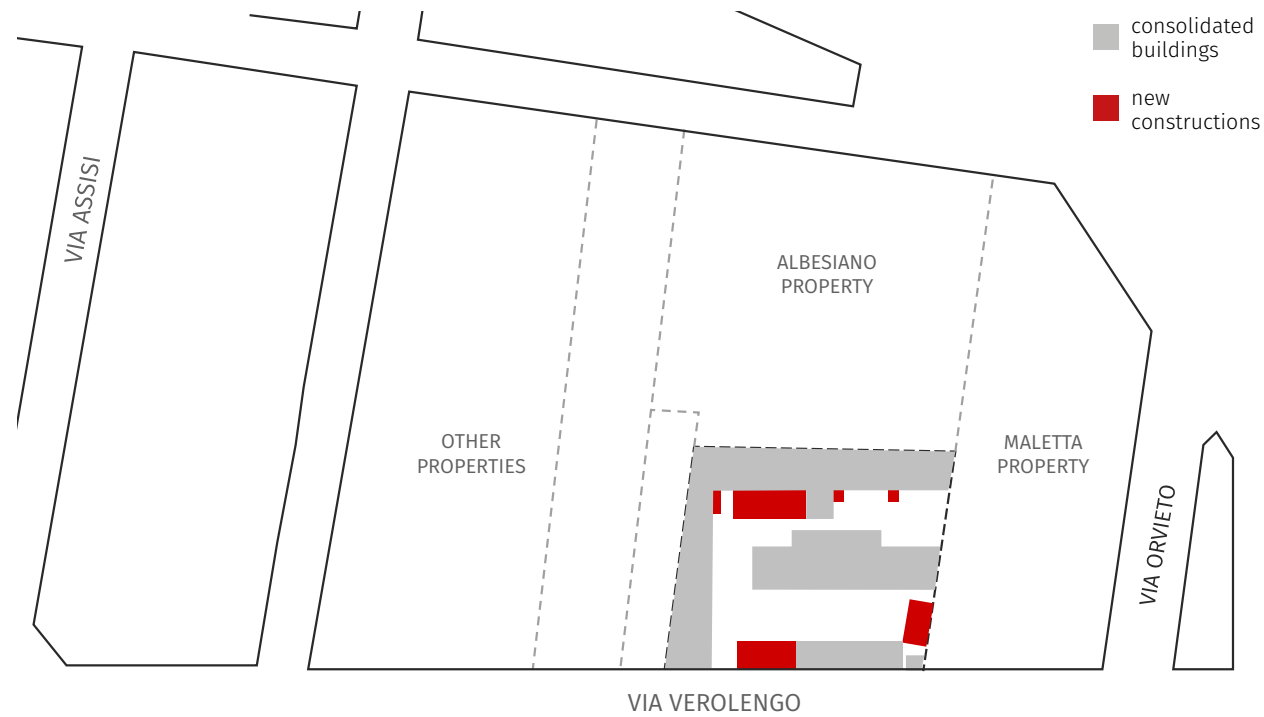 consolidated
buildings
new
constructions
VIA ASSISI
ALBESIANO
PROPERTY
OTHER
PROPERTIES
MALETTA
PROPERTY
VIA ORVIETO
VIA VEROLENGO